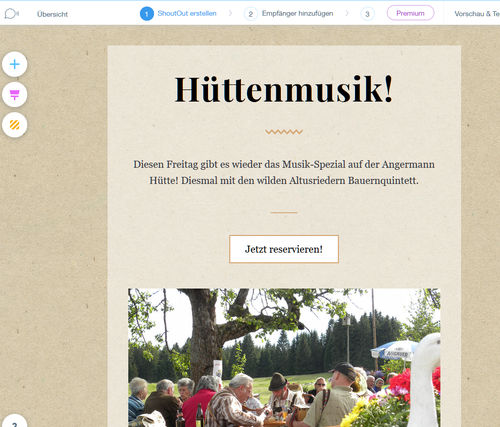 Übersicht
1 ShoutOut erstellen
2 Empfänger hinzufügen
3
Premium
Vorschau & Te
Hüttenmusik!
Diesen Freitag gibt es wieder das Musik-Spezial auf der Angermann
Hütte! Diesmal mit den wilden Altusriedern Bauernquintett.
Jetzt reservieren!
?